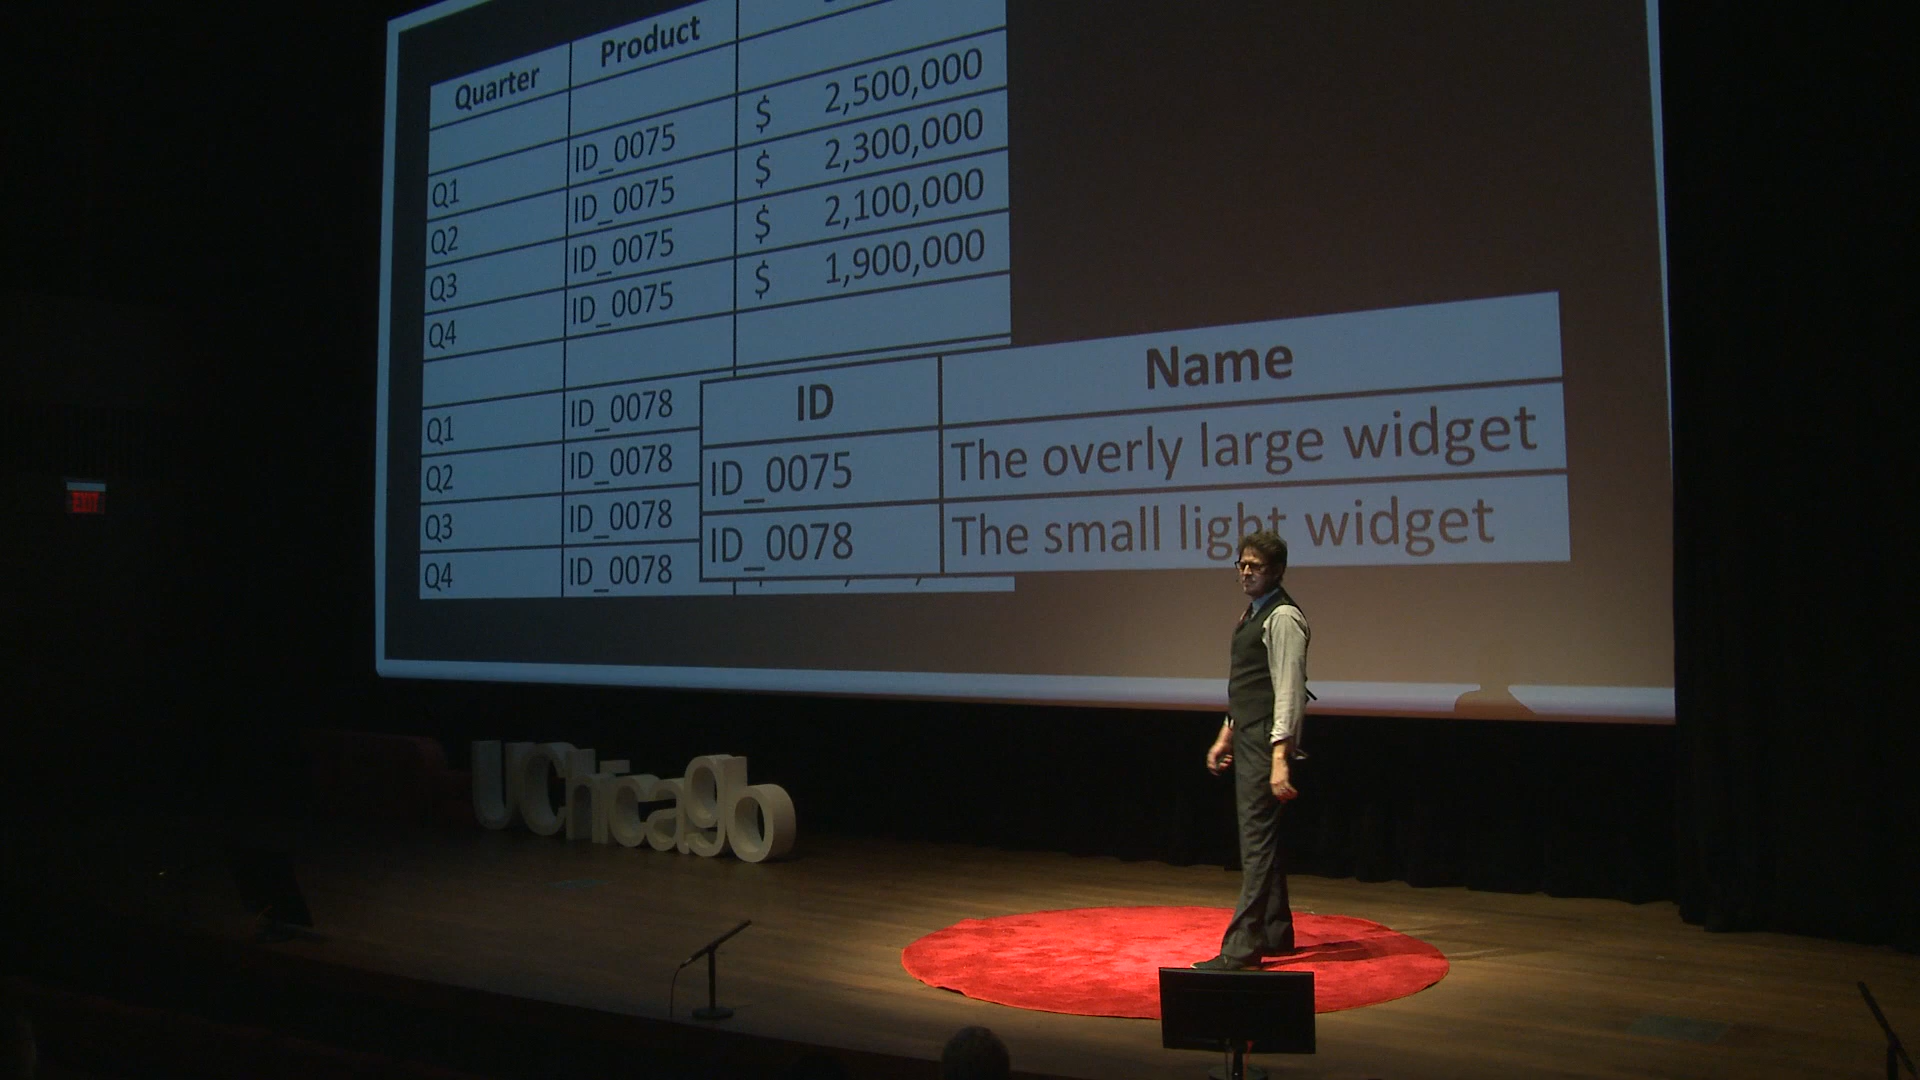 Quarter Product
Q1 ID_0075 $ 2,500,000
Q2 ID_0075 $ 2,300,000
Q3 ID_0075 $ 2,100,000
Q4 ID_0075 $ 1,900,000
Q1 ID_0078
Q2 ID_0078
Q3 ID_0078
Q4 ID_0078
ID Name
ID_0075 The overly large widget
ID_0078 The small light widget
EXIT
UChicago